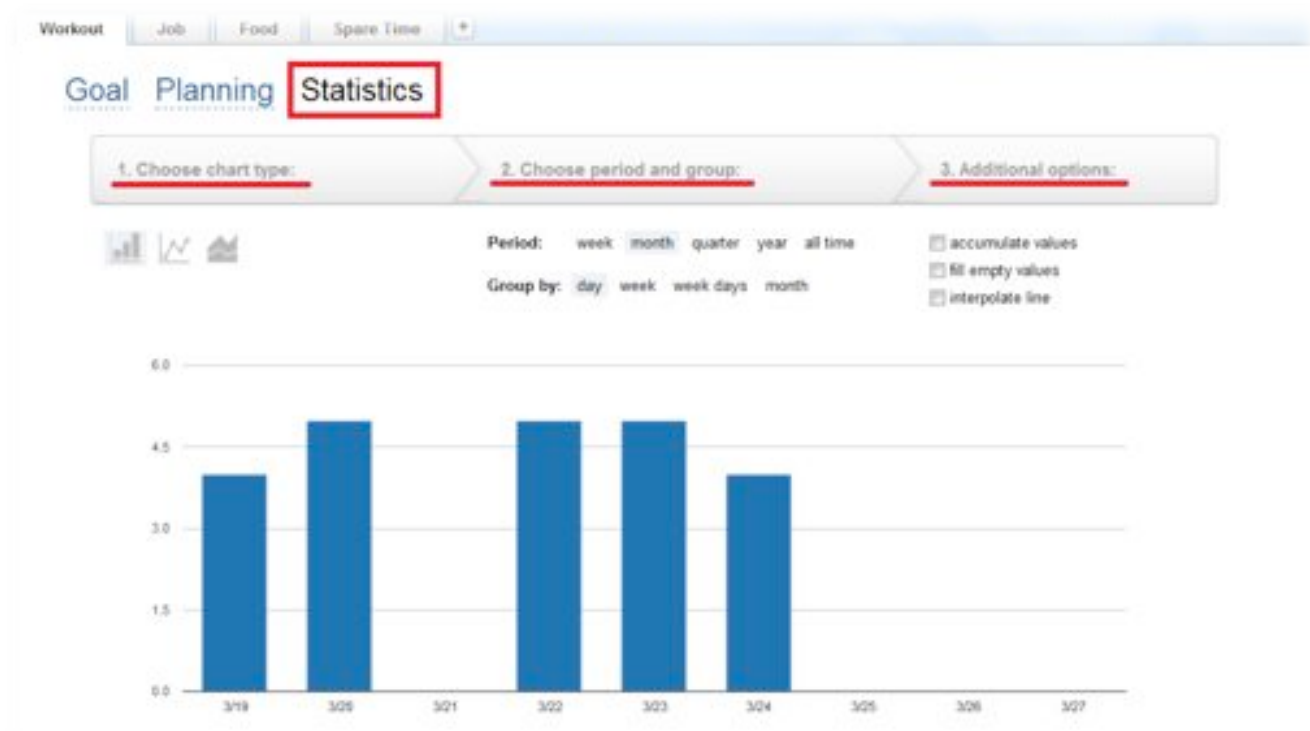 Workout Job Food Spare Time +
Goal Planning Statistics
1. Choose chart type: 2. Choose period and group: 3. Additional options:
Period: week month quarter year all time
accumulate values
fill empty values
Group by: day week week days month
interpolate line
6.0
4.5
3.0
1.5
0.0
3/19 3/20 3/21 3/22 3/23 3/24 3/25 3/26 3/27